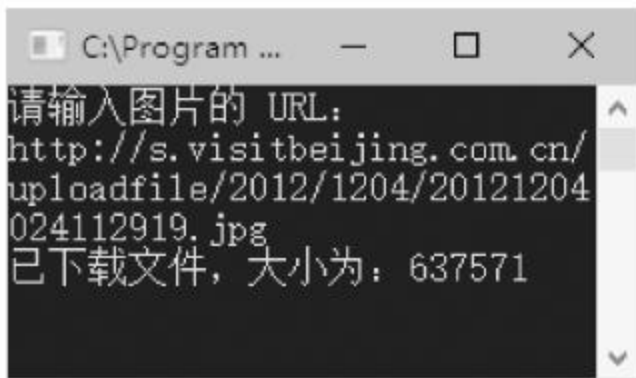 C:\Program ...
请输入图片的 URL：
http://s.visitbeijing.com.cn/
uploadfile/2012/1204/20121204
024112919.jpg
已下载文件，大小为：637571